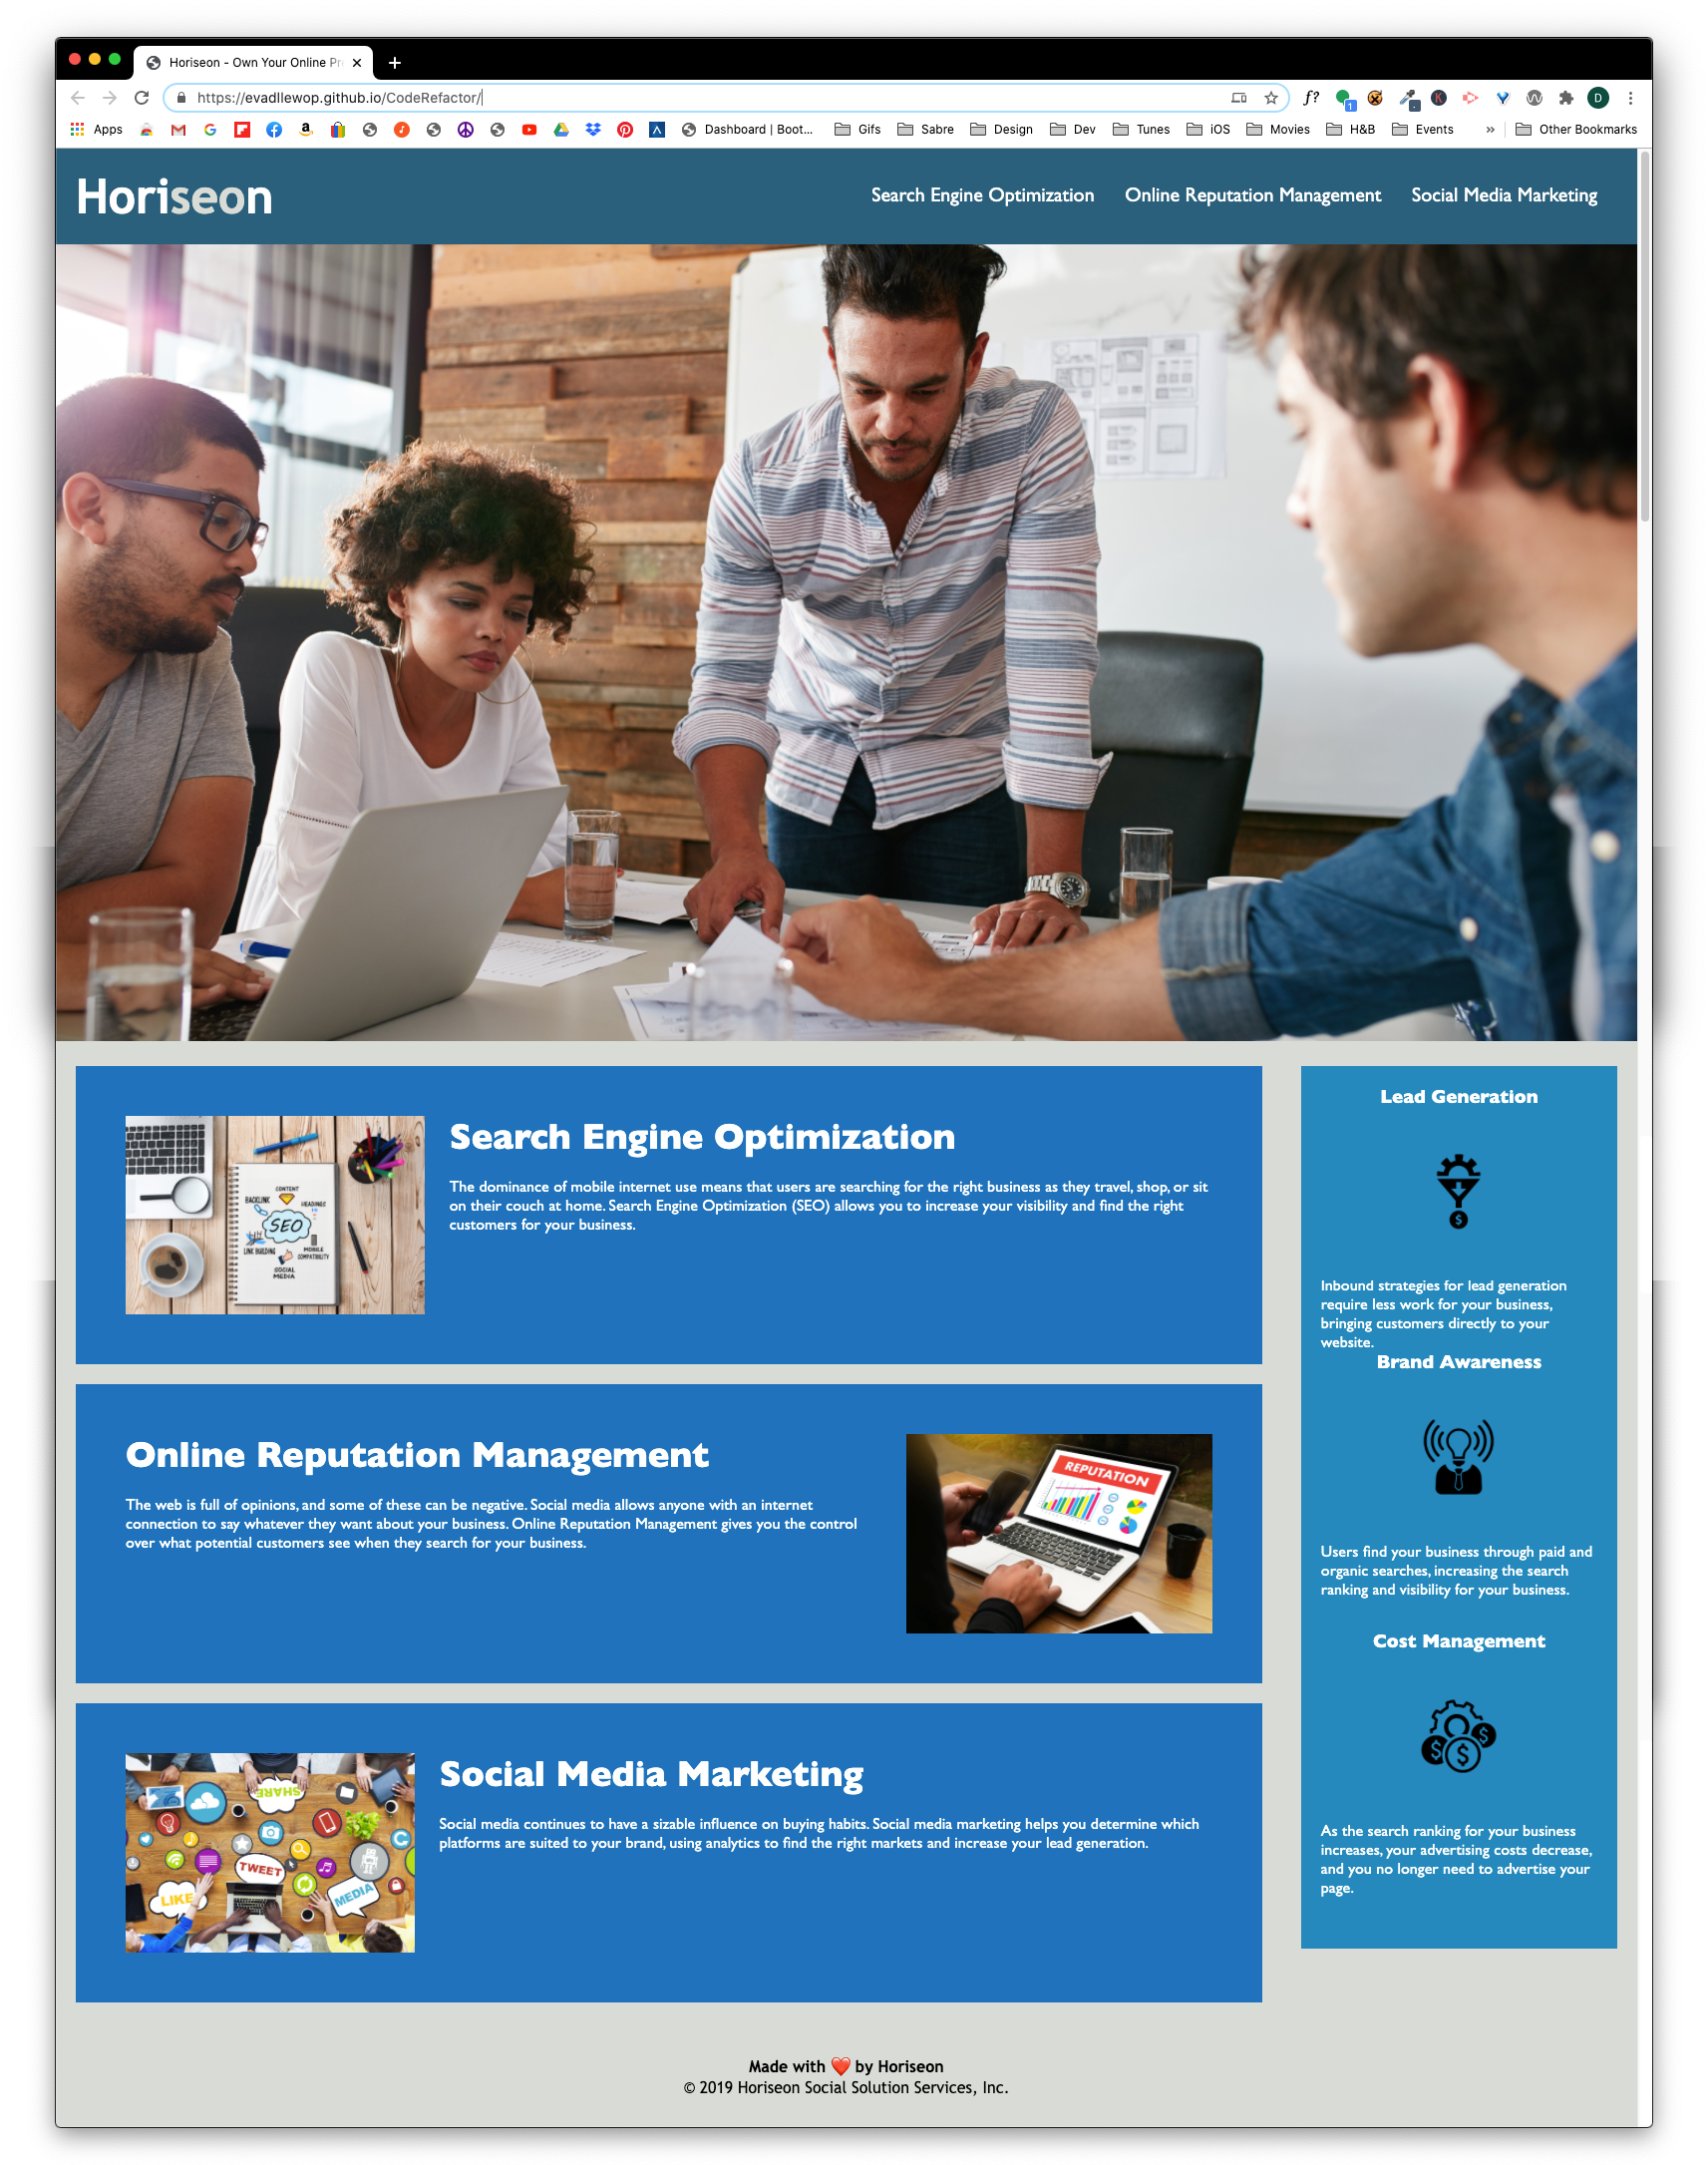 Horiseon - Own Your Online Pr
https://evadllewop.github.io/CodeRefactor/
Apps
Dashboard | Boot...
Gifs
Sabre
Design
Dev
Tunes
iOS
Movies
H&B
Events
»
Other Bookmarks
Horiseon
Search Engine Optimization
Online Reputation Management
Social Media Marketing
CONTENT
BACKLINK
HEADINGS
SEO
LINK BUILDING
MOBILE
COMPATIBILITY
SOCIAL
MEDIA
Search Engine Optimization
The dominance of mobile internet use means that users are searching for the right business as they travel, shop, or sit
on their couch at home. Search Engine Optimization (SEO) allows you to increase your visibility and find the right
customers for your business.
Online Reputation Management
The web is full of opinions, and some of these can be negative. Social media allows anyone with an internet
connection to say whatever they want about your business. Online Reputation Management gives you the control
over what potential customers see when they search for your business.
REPUTATION
SHARE
TWEET
LIKE
MEDIA
Social Media Marketing
Social media continues to have a sizable influence on buying habits. Social media marketing helps you determine which
platforms are suited to your brand, using analytics to find the right markets and increase your lead generation.
Lead Generation
Inbound strategies for lead generation
require less work for your business,
bringing customers directly to your
website.
Brand Awareness
Users find your business through paid and
organic searches, increasing the search
ranking and visibility for your business.
Cost Management
As the search ranking for your business
increases, your advertising costs decrease,
and you no longer need to advertise your
page.
Made with ❤️ by Horiseon
© 2019 Horiseon Social Solution Services, Inc.